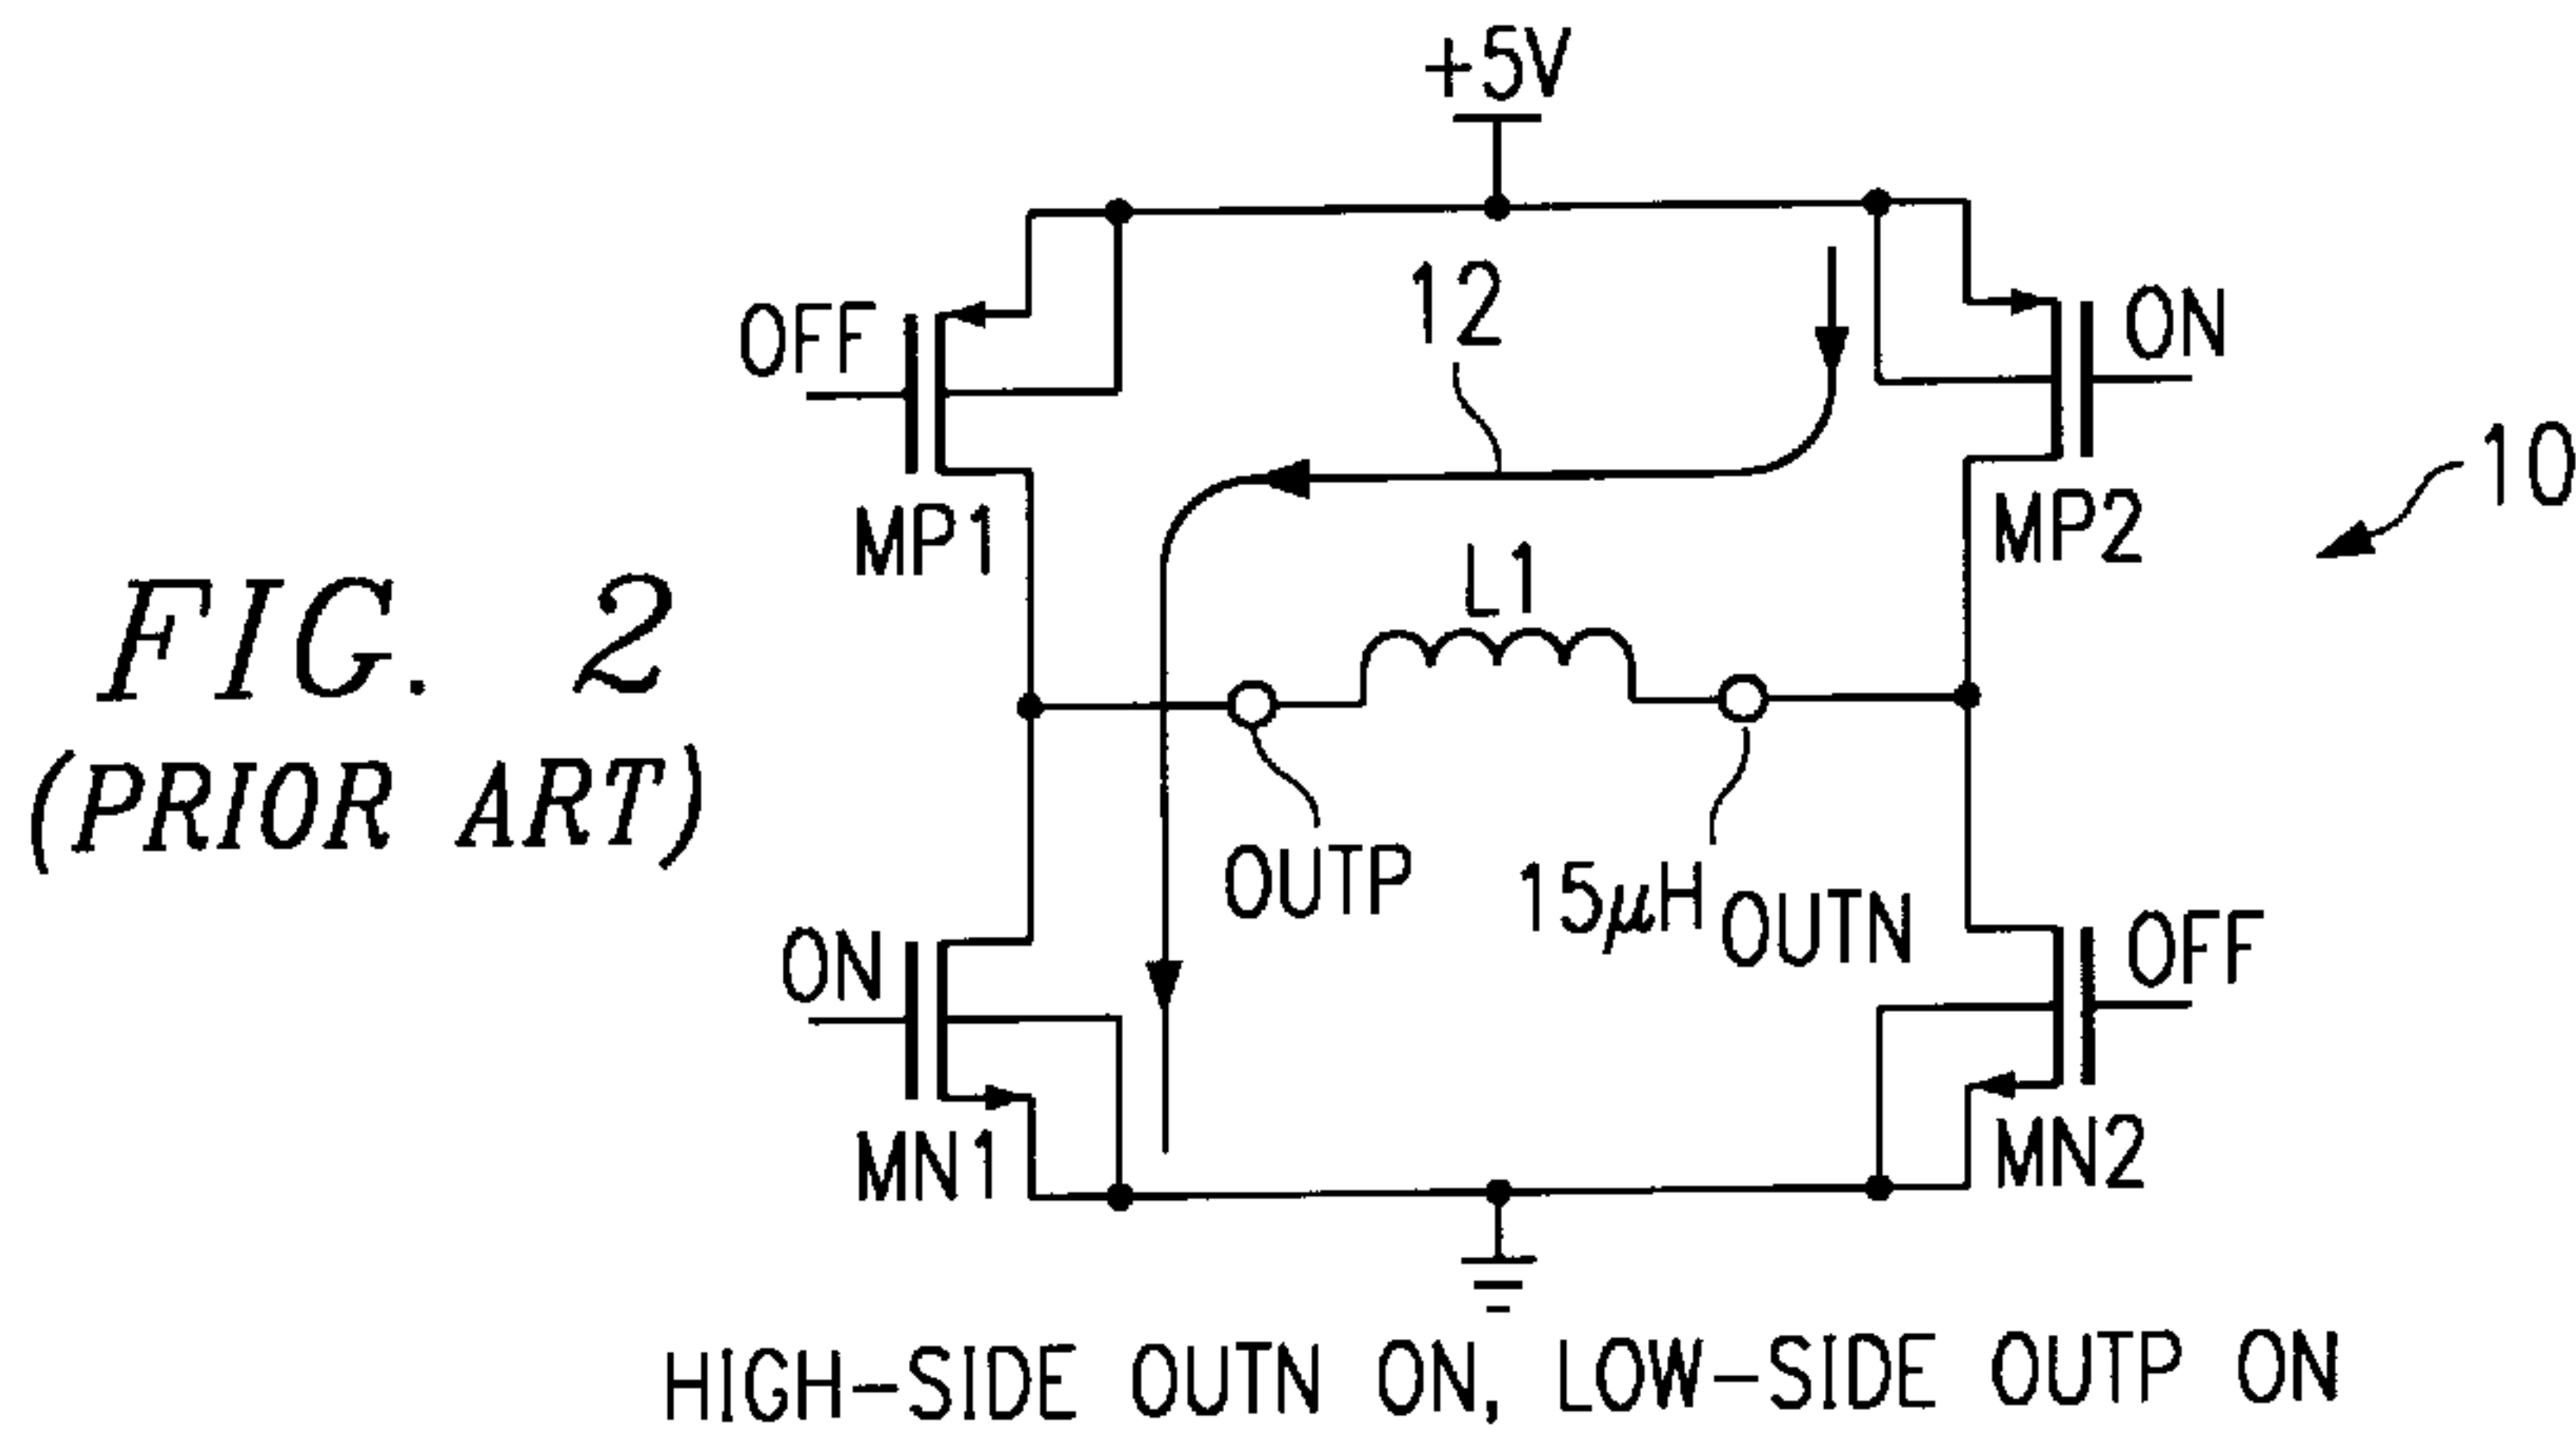 +5V
12
OFF
ON
10
MP1
MP2
L1
FIG. 2
(PRIOR ART)
OUTP
15μH
OUTN
ON
OFF
MN1
MN2
HIGH-SIDE OUTN ON, LOW-SIDE OUTP ON